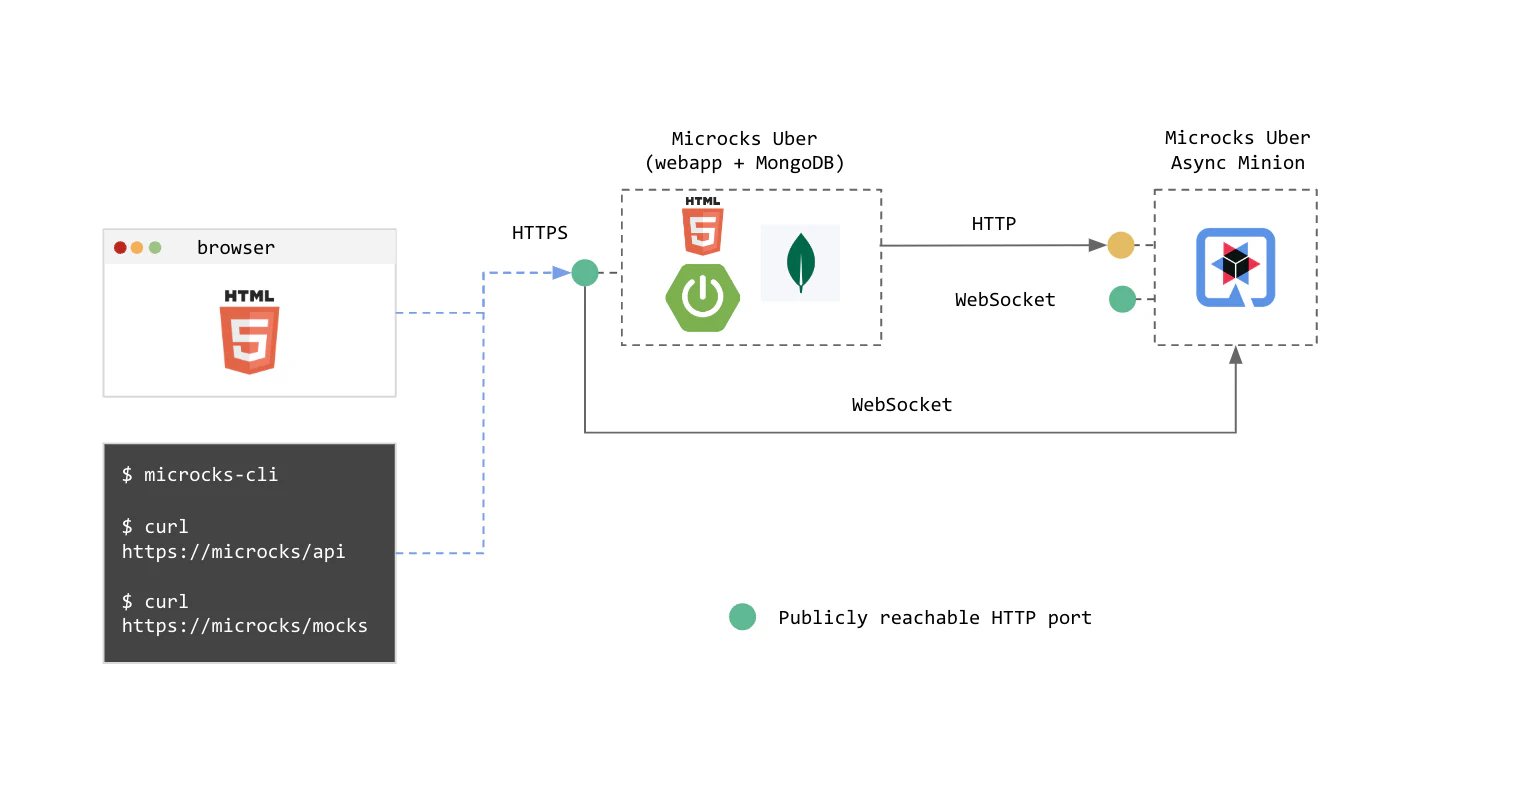 Microcks Uber
(webapp + MongoDB)
Microcks Uber
Async Minion
HTML
5
HTTPS
HTTP
WebSocket
WebSocket
browser
HTML
5
$ microcks-cli
$ curl
https://microcks/api
$ curl
https://microcks/mocks
Publicly reachable HTTP port